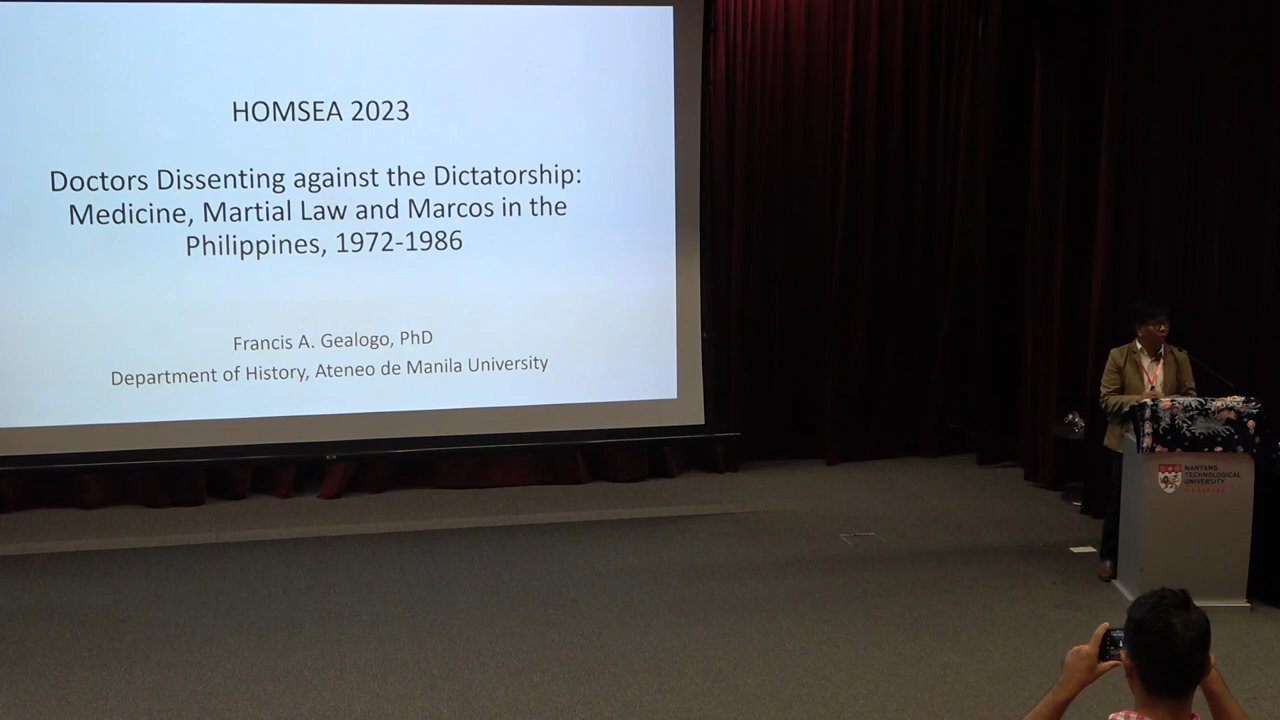 HOMSEA 2023
Doctors Dissenting against the Dictatorship:
Medicine, Martial Law and Marcos in the
Philippines, 1972-1986
Francis A. Gealogo, PhD
Department of History, Ateneo de Manila University
NANYANG
TECHNOLOGICAL
UNIVERSITY
SINGAPORE